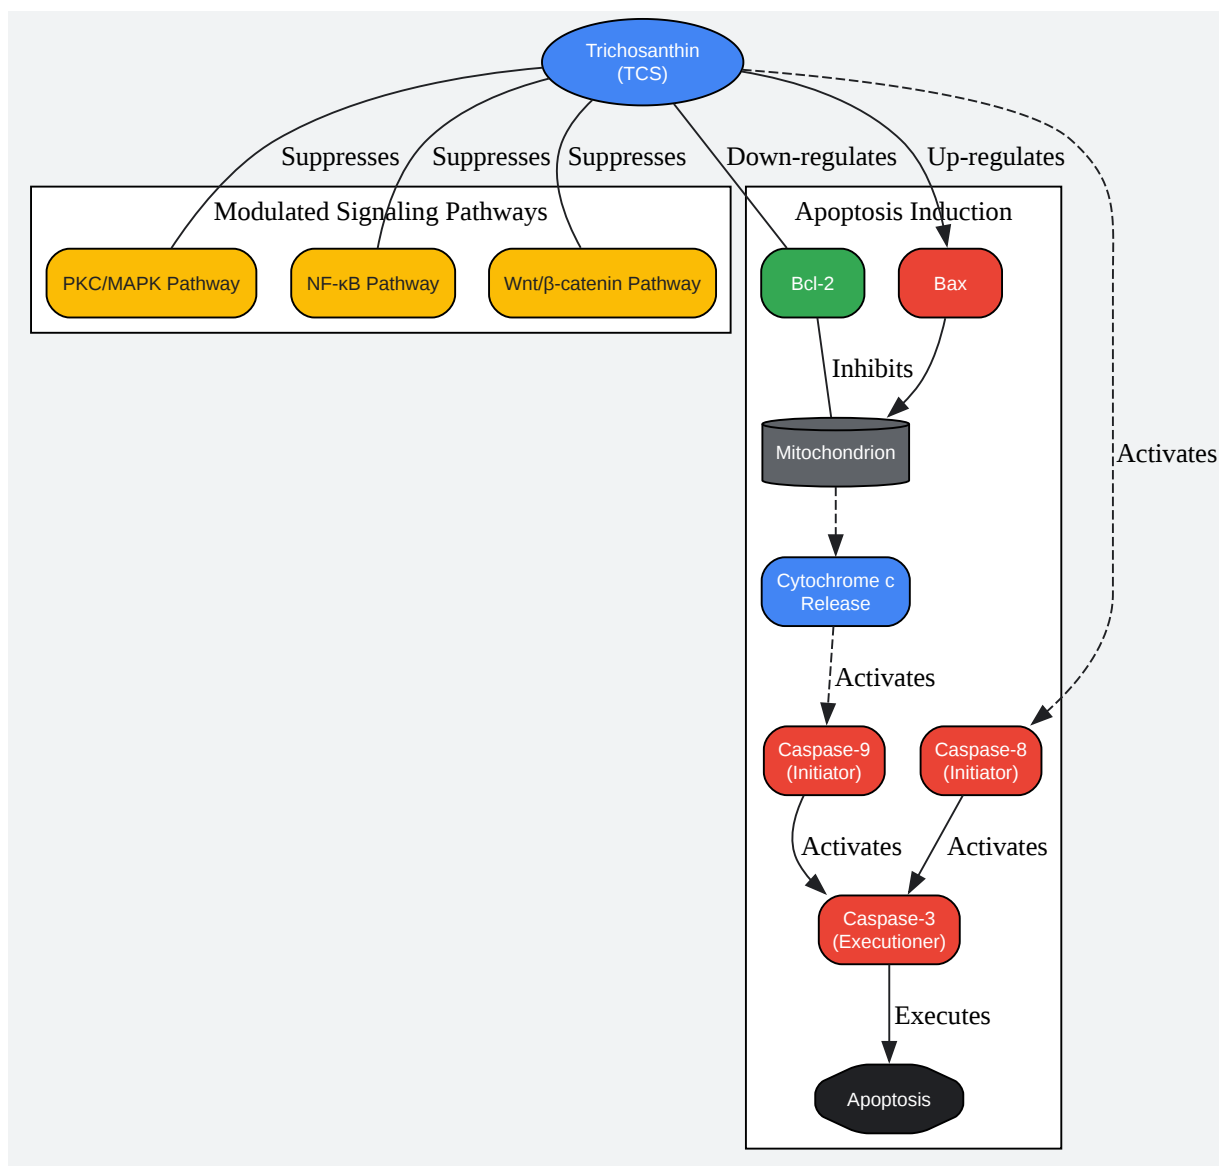 Trichosanthin
(TCS)
Suppresses
Suppresses
Suppresses
Down-regulates
Up-regulates
Modulated Signaling Pathways
Apoptosis Induction
PKC/MAPK Pathway
NF-κB Pathway
Wnt/β-catenin Pathway
Bcl-2
Bax
Inhibits
Mitochondrion
Activates
Cytochrome c
Release
Activates
Caspase-9
(Initiator)
Caspase-8
(Initiator)
Activates
Activates
Caspase-3
(Executioner)
Executes
Apoptosis